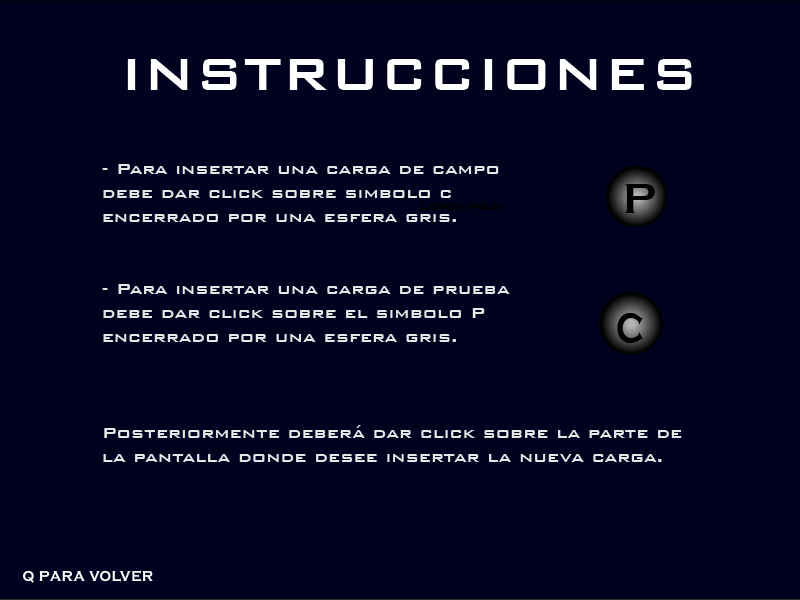 INSTRUCCIONES
- Para insertar una carga de campo
debe dar click sobre simbolo c
encerrado por una esfera gris.
P
- Para insertar una carga de prueba
debe dar click sobre el simbolo P
encerrado por una esfera gris.
C
Posteriormente deberá dar click sobre la parte de
la pantalla donde desee insertar la nueva carga.
Q PARA VOLVER